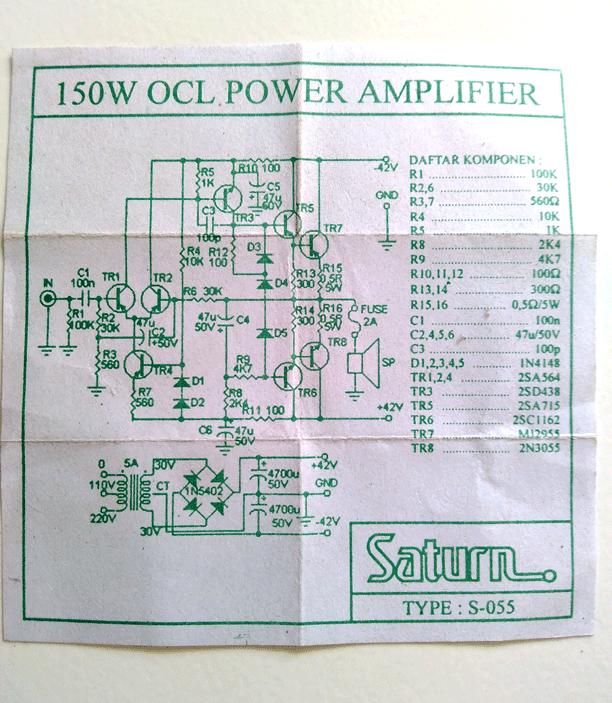 150W OCL POWER AMPLIFIER
R10 100
-42V
R5
1K
C5
47u
60V
GND
TR3
C3
100p
TR5
TR7
R4
10K
R12
100
D3
D4
R13
300
R15
0.5R
5W
IN
C1
100n
TR1
TR2
R6 30K
R1
100K
R2
30K
47u
C2
+50V
47u
50V
C4
R14
300
R16
0.5R
5W
FUSE
2A
D5
R3
560
TR4
R9
4K7
TR8
SP
R7
560
D1
D2
R8
2K4
TR6
R11 100
+42V
C6
47u
50V
0
5A
30V
110V
CT
1N5402
4700u
50V
+42V
GND
4700u
50V
-42V
220V
30V
DAFTAR KOMPONEN :
R1 ........ 100K
R2,6 ........ 30K
R3,7 ........ 560Ω
R4 ........ 10K
R5 ........ 1K
R8 ........ 2K4
R9 ........ 4K7
R10,11,12 ........ 100Ω
R13,14 ........ 300Ω
R15,16 ........ 0,5Ω/5W
C1 ........ 100n
C2,4,5,6 ........ 47u/50V
C3 ........ 100p
D1,2,3,4,5 ........ 1N4148
TR1,2,4 ........ 2SA564
TR3 ........ 2SD438
TR5 ........ 2SA715
TR6 ........ 2SC1162
TR7 ........ MJ2955
TR8 ........ 2N3055
Saturn
TYPE : S-055